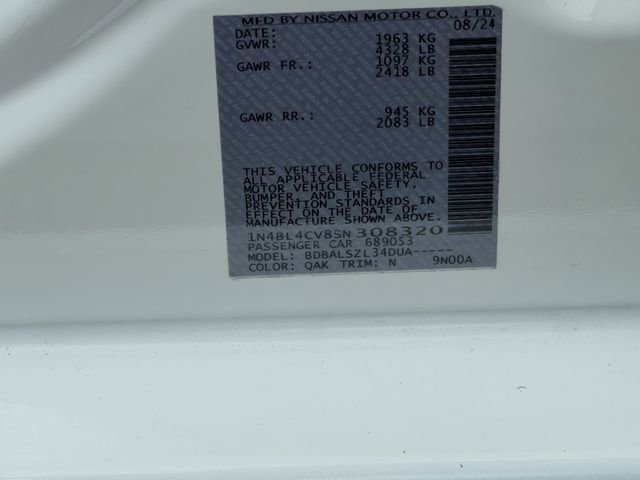 MFD BY NISSAN MOTOR CO., LTD.
DATE: 08/24
GVWR: 1963 KG
4328 LB
GAWR FR.: 1097 KG
2418 LB
GAWR RR.: 945 KG
2083 LB
THIS VEHICLE CONFORMS TO
ALL APPLICABLE FEDERAL
MOTOR VEHICLE SAFETY,
BUMPER, AND THEFT
PREVENTION STANDARDS IN
EFFECT ON THE DATE OF
MANUFACTURE SHOWN ABOVE.
1N4BL4CV8SN308320
PASSENGER CAR 689053
MODEL: BDBALSZL34DUA-----
COLOR: QAK TRIM: N 9N00A